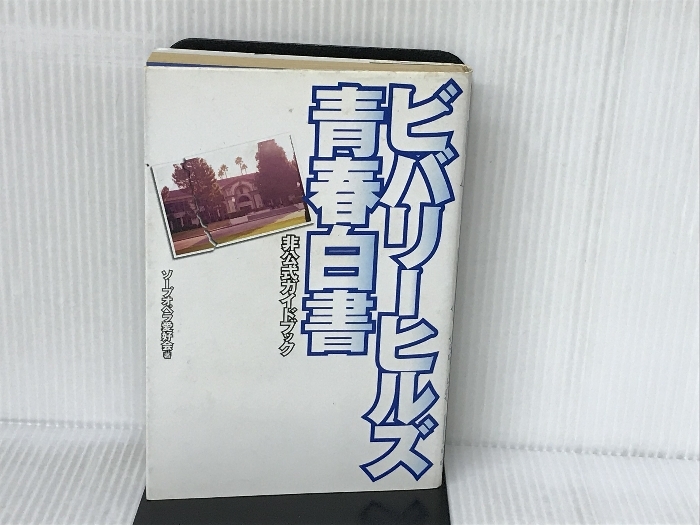 ビバリーヒルズ
青春白書
非公式ガイドブック
ソープオペラ愛好会 著